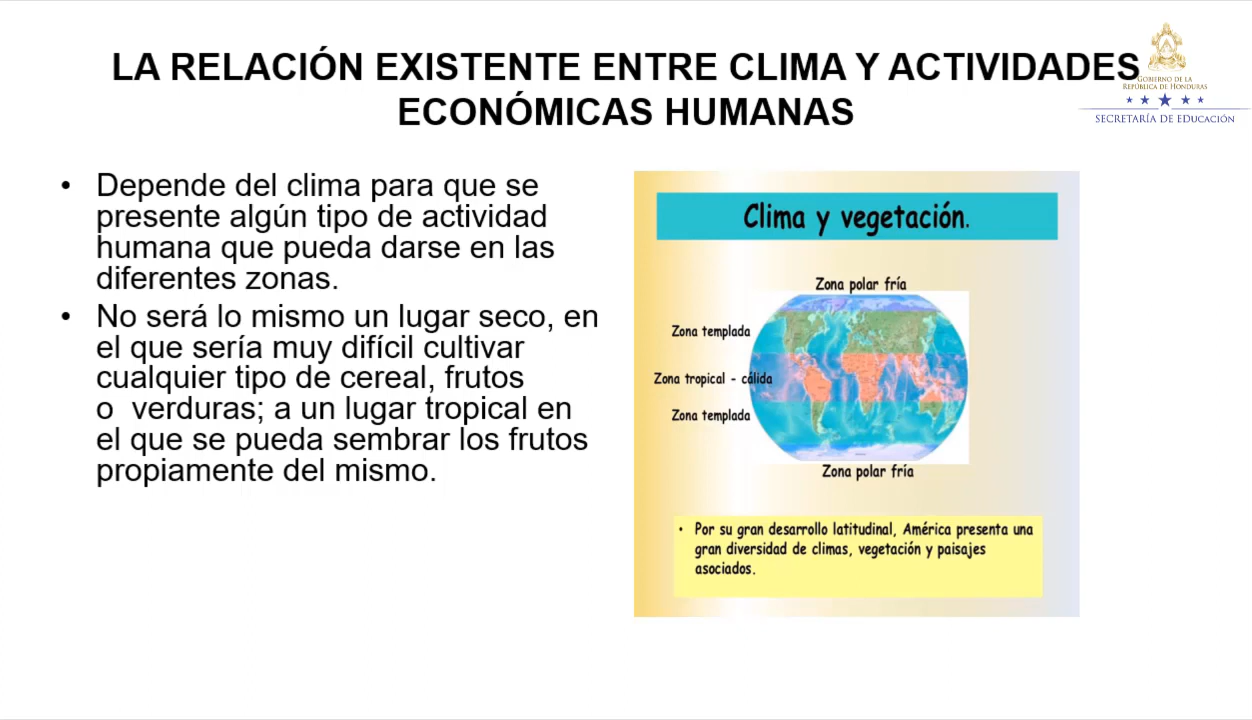 LA RELACIÓN EXISTENTE ENTRE CLIMA Y ACTIVIDADES
ECONÓMICAS HUMANAS
GOBIERNO DE LA
REPÚBLICA DE HONDURAS
SECRETARÍA DE EDUCACIÓN
• Depende del clima para que se
presente algún tipo de actividad
humana que pueda darse en las
diferentes zonas.
• No será lo mismo un lugar seco, en
el que sería muy difícil cultivar
cualquier tipo de cereal, frutos
o verduras; a un lugar tropical en
el que se pueda sembrar los frutos
propiamente del mismo.
Clima y vegetación.
Zona polar fría
Zona templada
Zona tropical - cálida
Zona templada
Zona polar fría
• Por su gran desarrollo latitudinal, América presenta una
gran diversidad de climas, vegetación y paisajes
asociados.